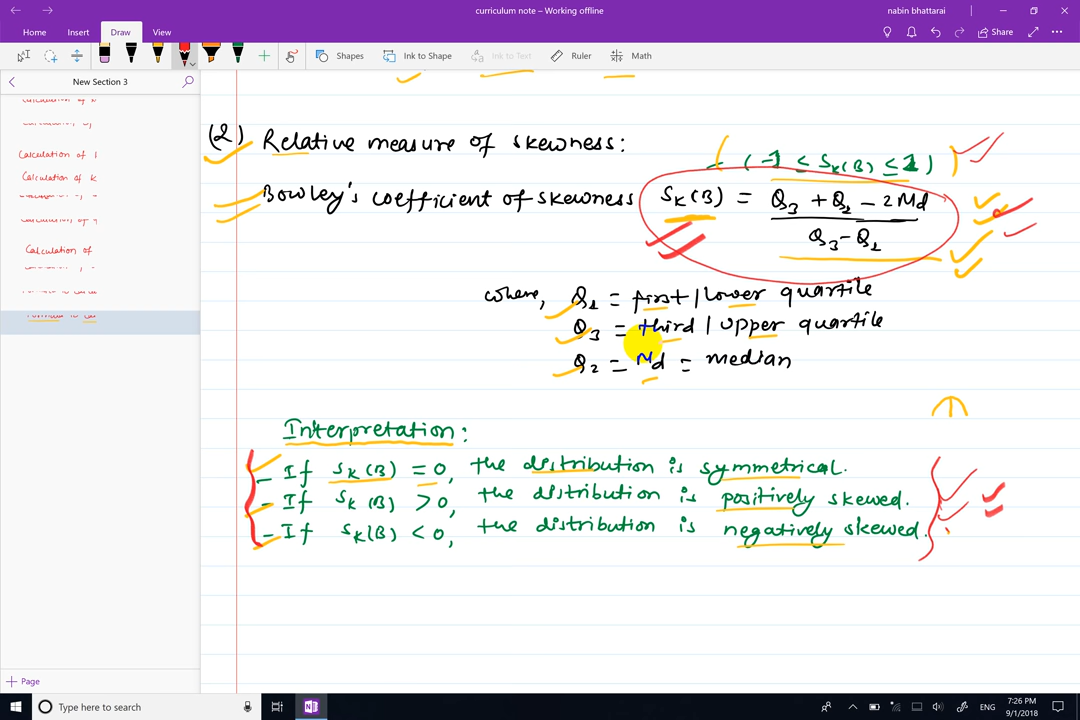 curriculum note – Working offline
nabin bhattarai
Home Insert Draw View
Share
Shapes Ink to Shape Ink to Text Ruler Math
New Section 3
Calculation of
Calculation of
Calculation of k
Calculation of
(2) Relative measure of skewness:
(-1 ≤ Sk(B) ≤ 1)
Bowley's coefficient of skewness Sk(B) = Q3 + Q1 - 2Md
Q3 - Q1
where, Q1 = first | lower quartile
Q3 = third | upper quartile
Q2 = Md = median
Interpretation:
- If Sk(B) = 0, the distribution is symmetrical.
- If Sk(B) > 0, the distribution is positively skewed.
- If Sk(B) < 0, the distribution is negatively skewed.
+ Page
Type here to search
7:26 PM
ENG
9/1/2018